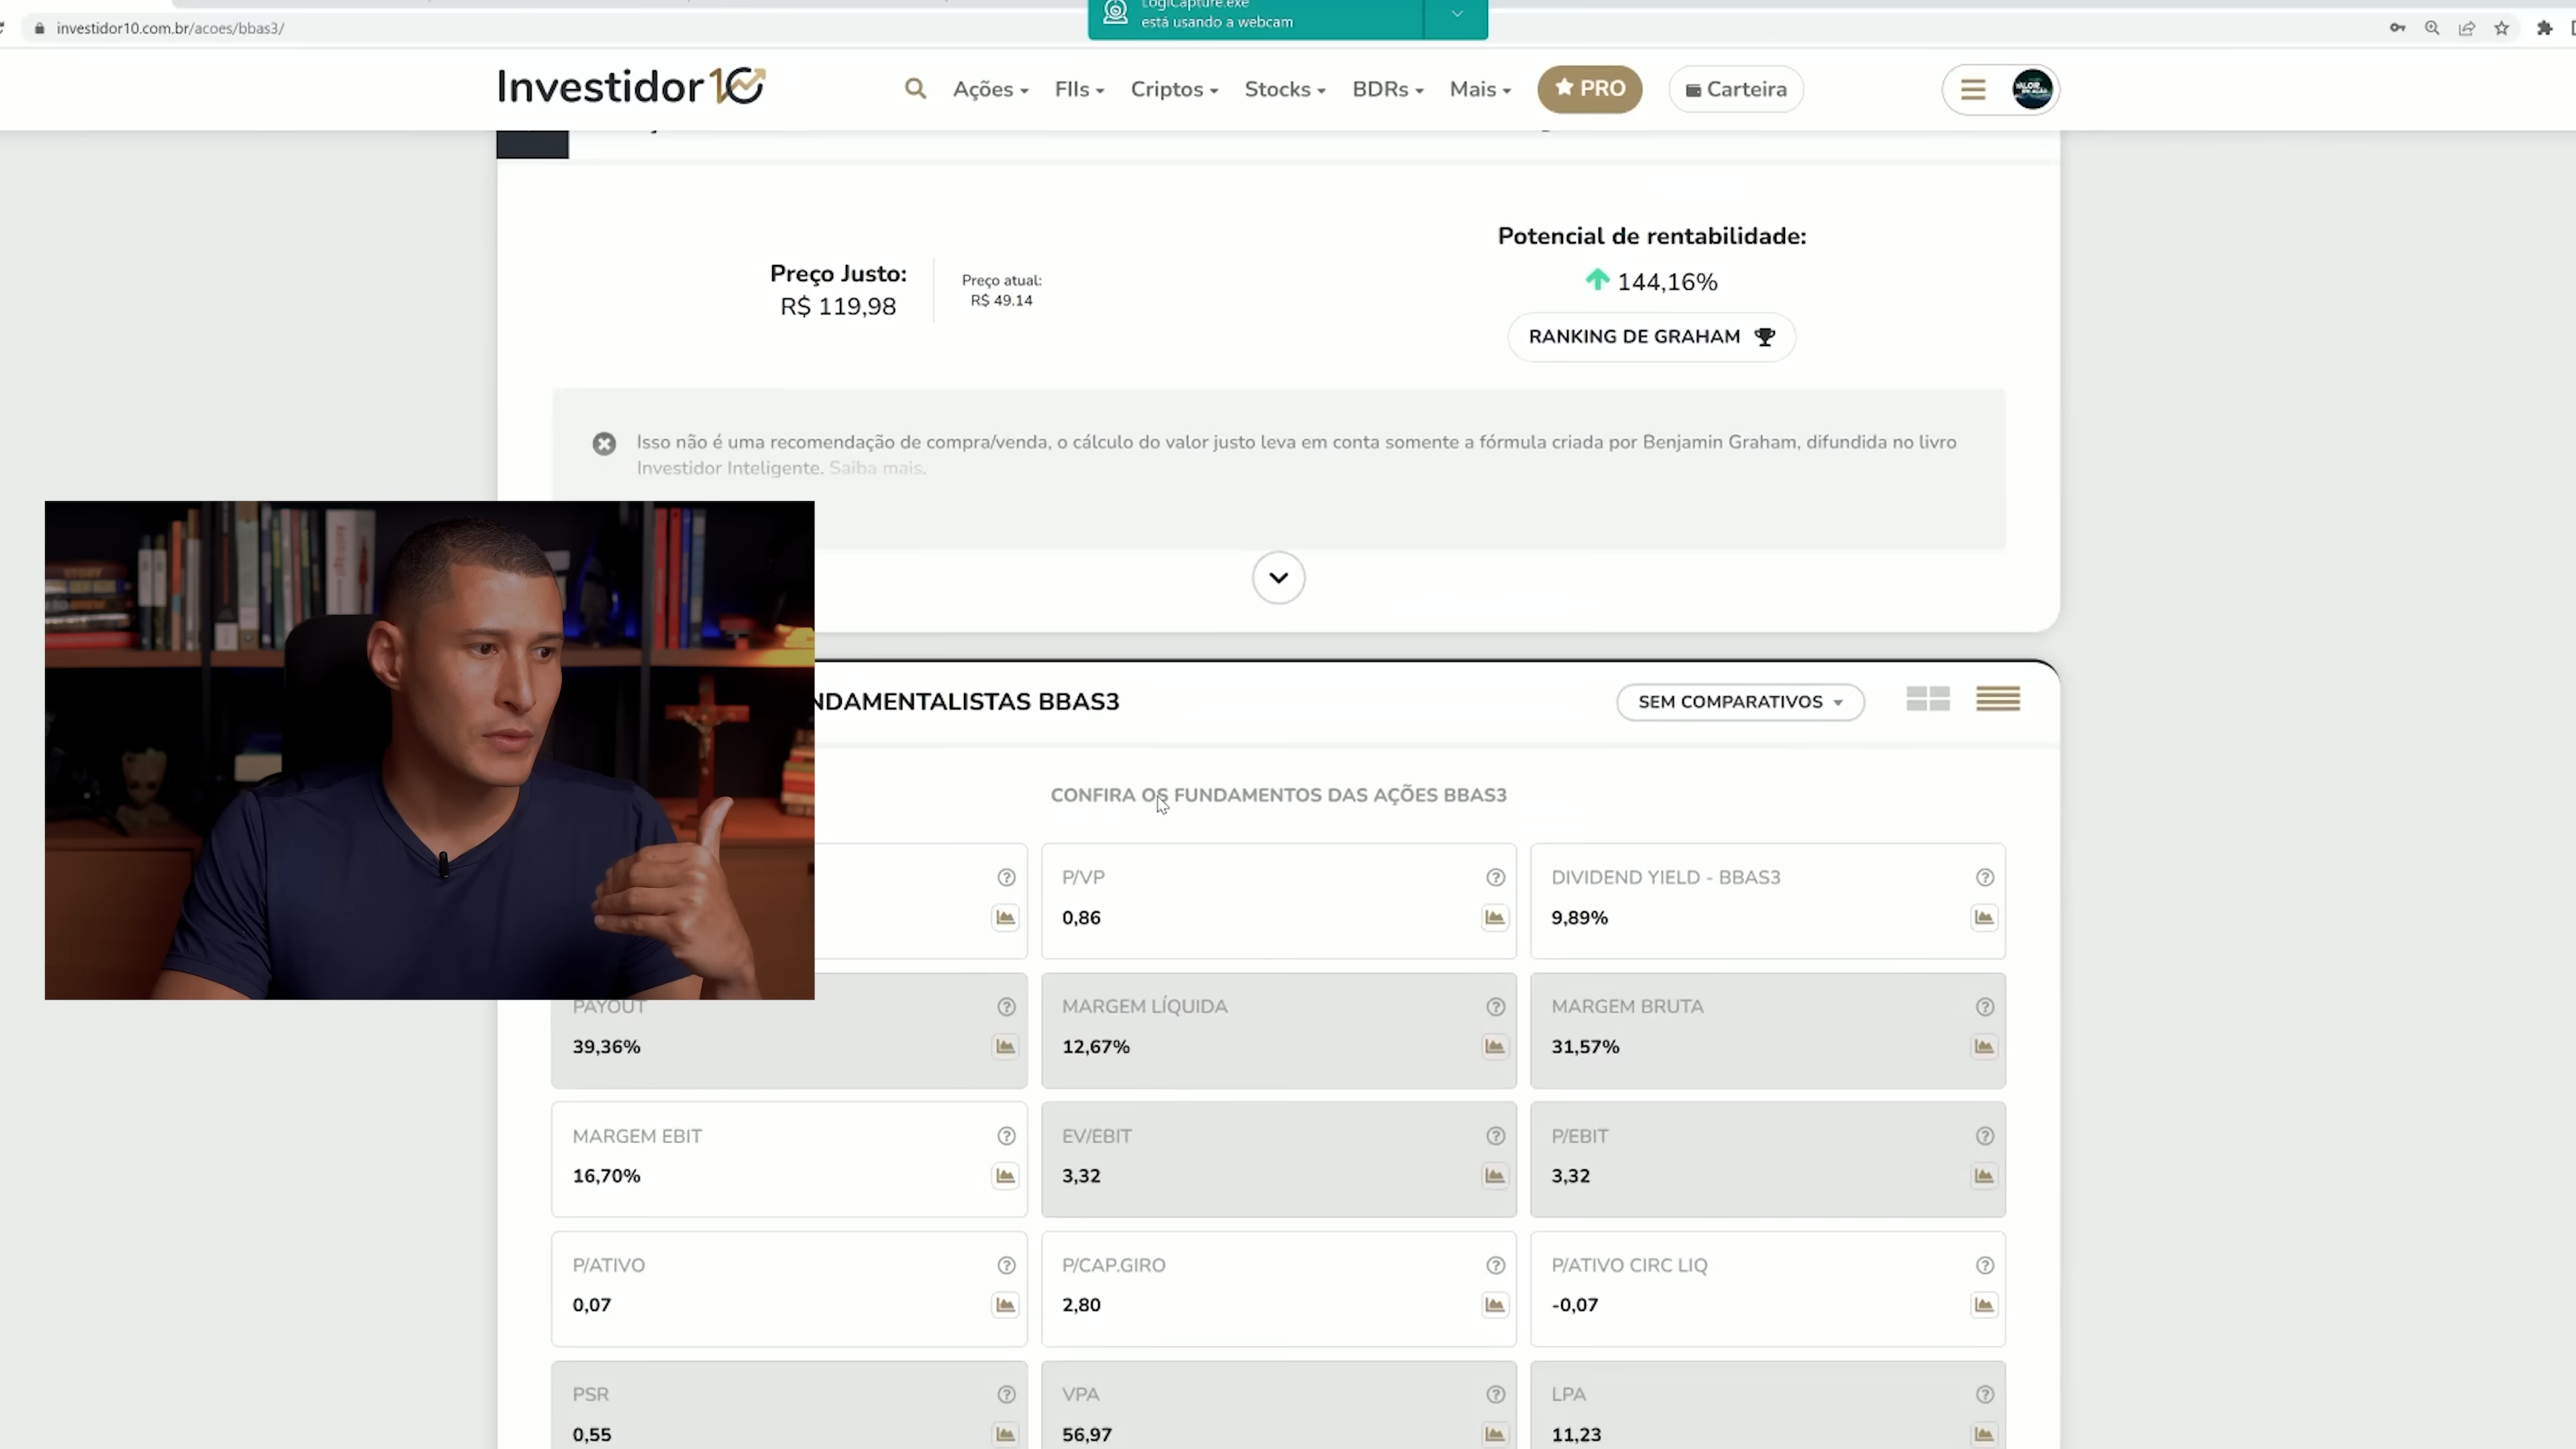 LogiCapture.exe
está usando a webcam
investidor10.com.br/acoes/bbas3/
Investidor 10
Ações
FIIs
Criptos
Stocks
BDRs
Mais
PRO
Carteira
Preço Justo:
R$ 119,98
Preço atual:
R$ 49.14
Potencial de rentabilidade:
144,16%
RANKING DE GRAHAM
Isso não é uma recomendação de compra/venda, o cálculo do valor justo leva em conta somente a fórmula criada por Benjamin Graham, difundida no livro
Investidor Inteligente. Saiba mais.
NDAMENTALISTAS BBAS3
SEM COMPARATIVOS
CONFIRA OS FUNDAMENTOS DAS AÇÕES BBAS3
P/VP
0,86
DIVIDEND YIELD - BBAS3
9,89%
PAYOUT
39,36%
MARGEM LÍQUIDA
12,67%
MARGEM BRUTA
31,57%
MARGEM EBIT
16,70%
EV/EBIT
3,32
P/EBIT
3,32
P/ATIVO
0,07
P/CAP.GIRO
2,80
P/ATIVO CIRC LIQ
-0,07
PSR
0,55
VPA
56,97
LPA
11,23